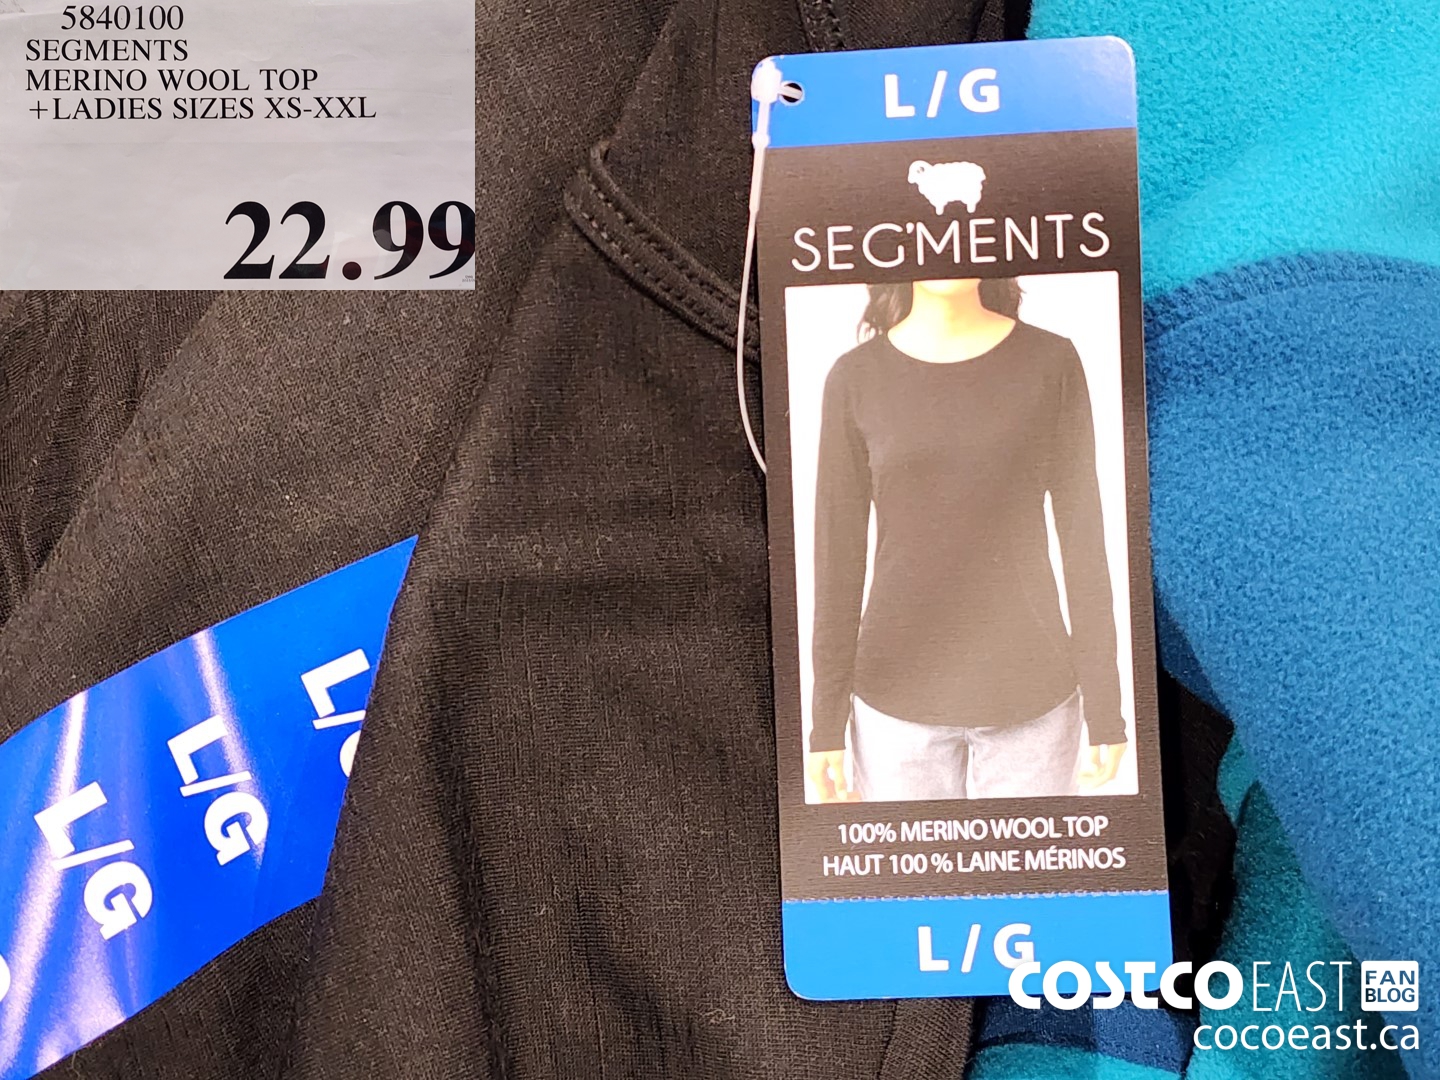 5840100
SEGMENTS
MERINO WOOL TOP
+LADIES SIZES XS-XXL
22.99
L/G
SEG'MENTS
100% MERINO WOOL TOP
HAUT 100 % LAINE MÉRINOS
L/G
L/G
L/G
L/G
COSTCO EAST FAN BLOG
cocoeast.ca